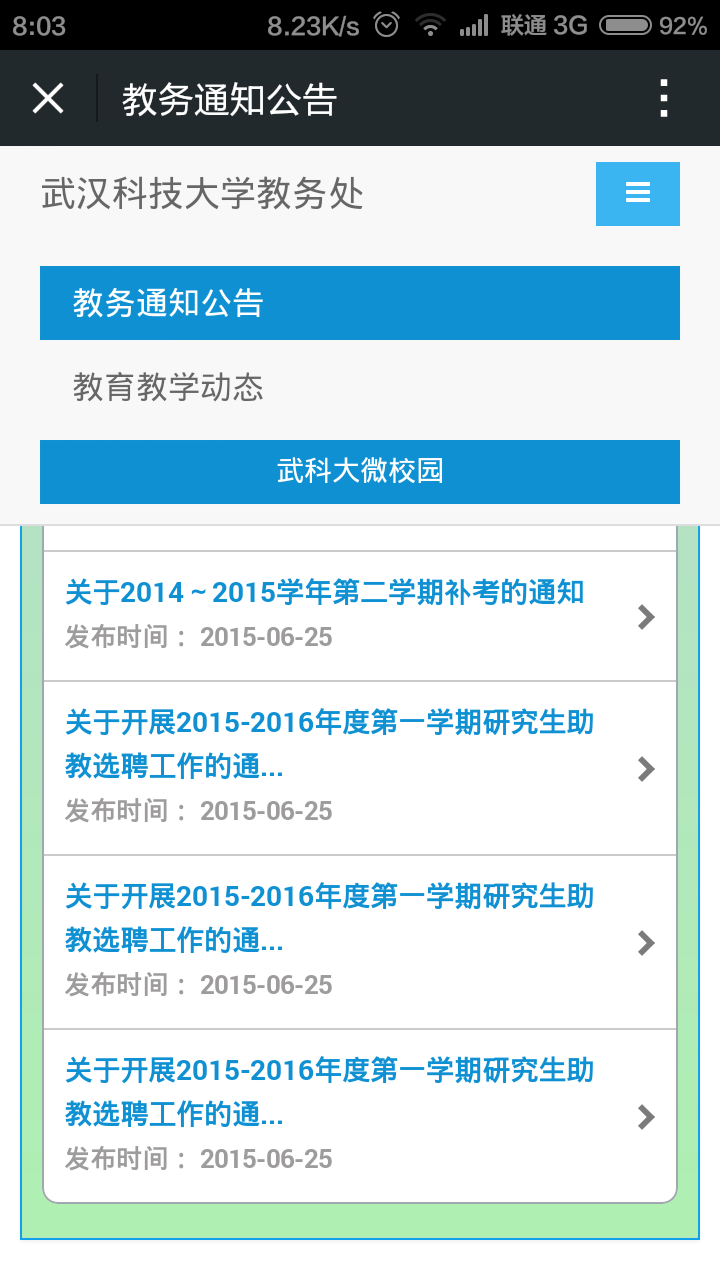 8:03 8.23K/s 联通 3G 92%
教务通知公告
武汉科技大学教务处
教务通知公告
教育教学动态
武科大微校园
关于2014～2015学年第二学期补考的通知
发布时间 ：2015-06-25
关于开展2015-2016年度第一学期研究生助
教选聘工作的通...
发布时间 ：2015-06-25
关于开展2015-2016年度第一学期研究生助
教选聘工作的通...
发布时间 ：2015-06-25
关于开展2015-2016年度第一学期研究生助
教选聘工作的通...
发布时间 ：2015-06-25